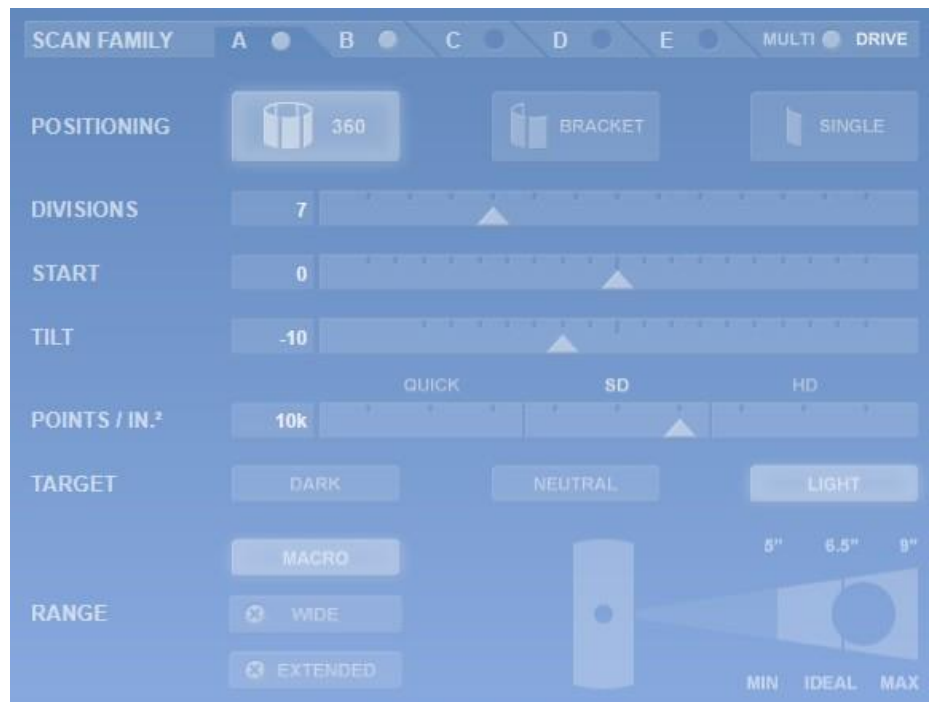 SCAN FAMILY A B C D E MULTI DRIVE
POSITIONING 360 BRACKET SINGLE
DIVISIONS 7
START 0
TILT -10
QUICK SD HD
POINTS / IN.² 10k
TARGET DARK NEUTRAL LIGHT
5" 6.5" 9"
MACRO
RANGE WIDE
EXTENDED
MIN IDEAL MAX